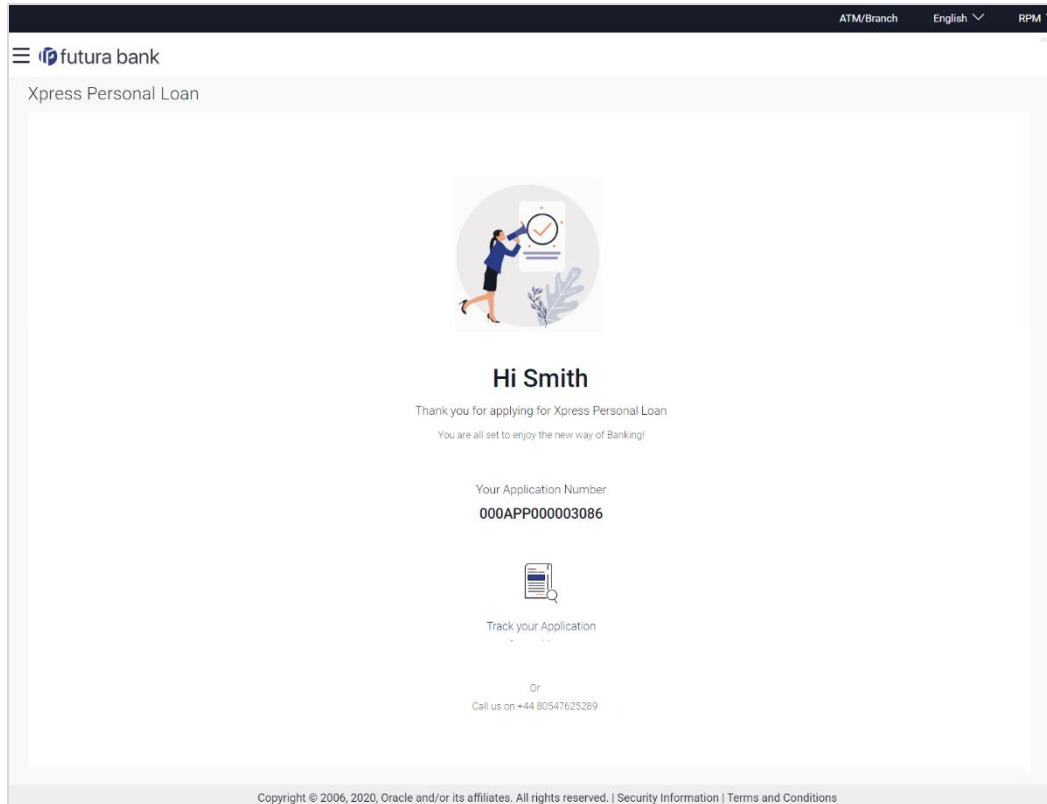 ATM/Branch English RPM
futura bank
Xpress Personal Loan
Hi Smith
Thank you for applying for Xpress Personal Loan
You are all set to enjoy the new way of Banking!
Your Application Number
000APP000003086
Track your Application
Or
Call us on +44 80547625289
Copyright © 2006, 2020, Oracle and/or its affiliates. All rights reserved. | Security Information | Terms and Conditions